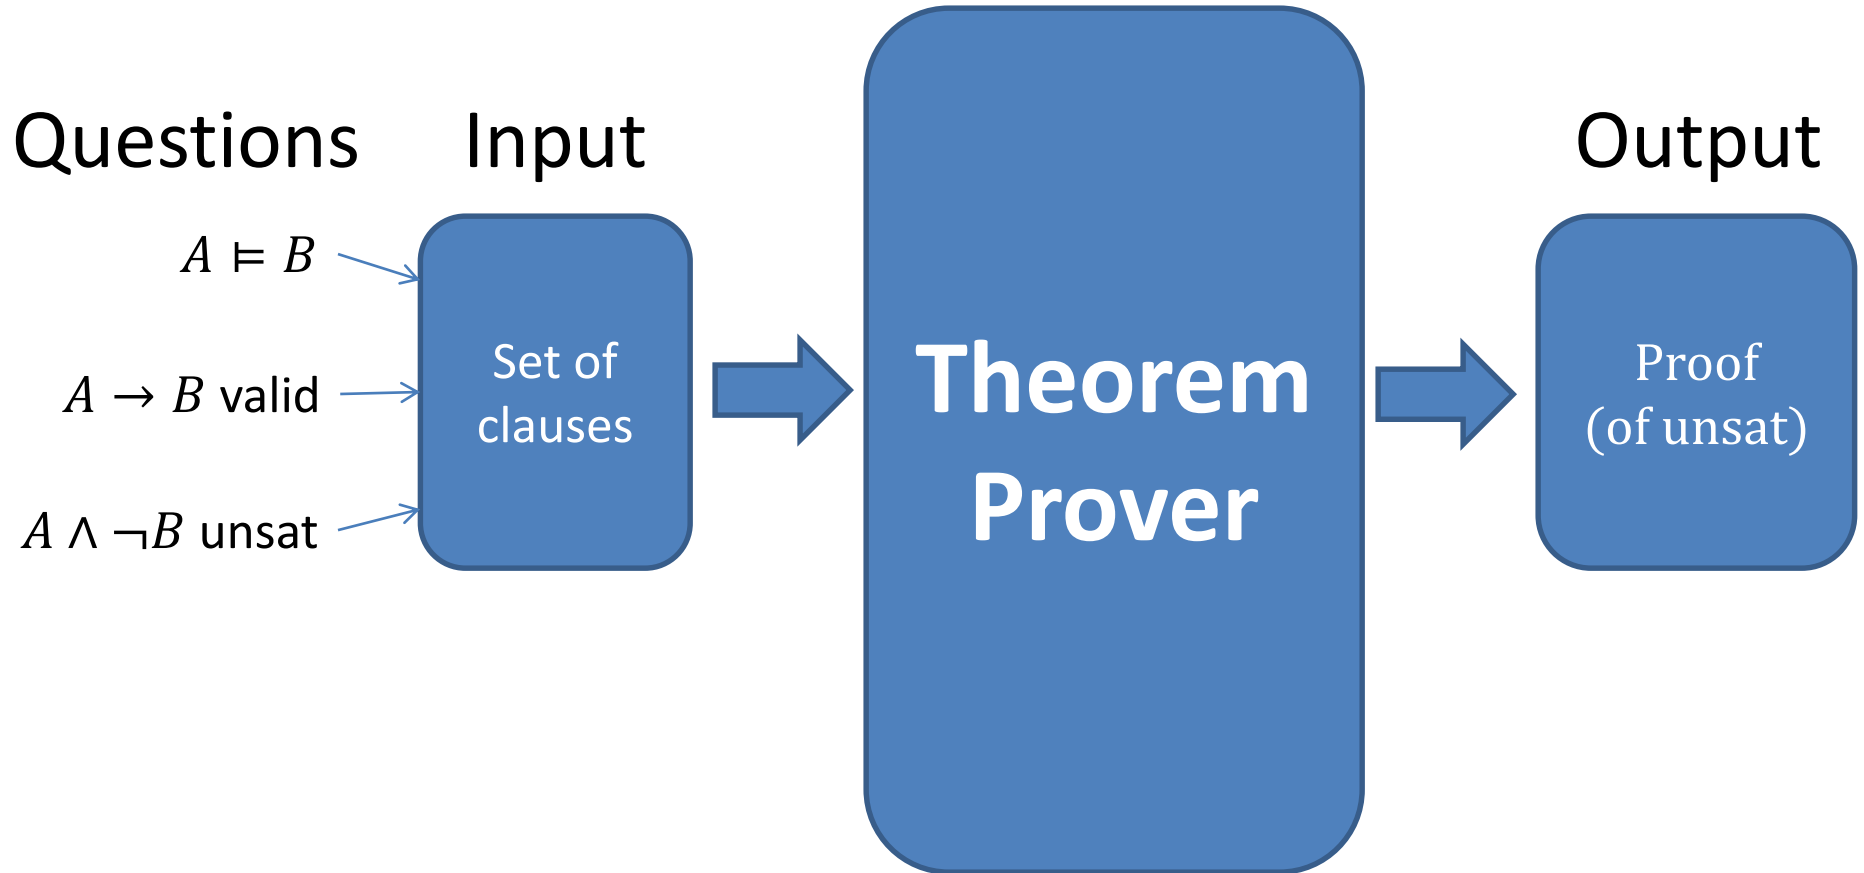 Questions
Input
Output
A ⊨ B
A → B valid
A ∧ ¬B unsat
Set of
clauses
Theorem
Prover
Proof
(of unsat)